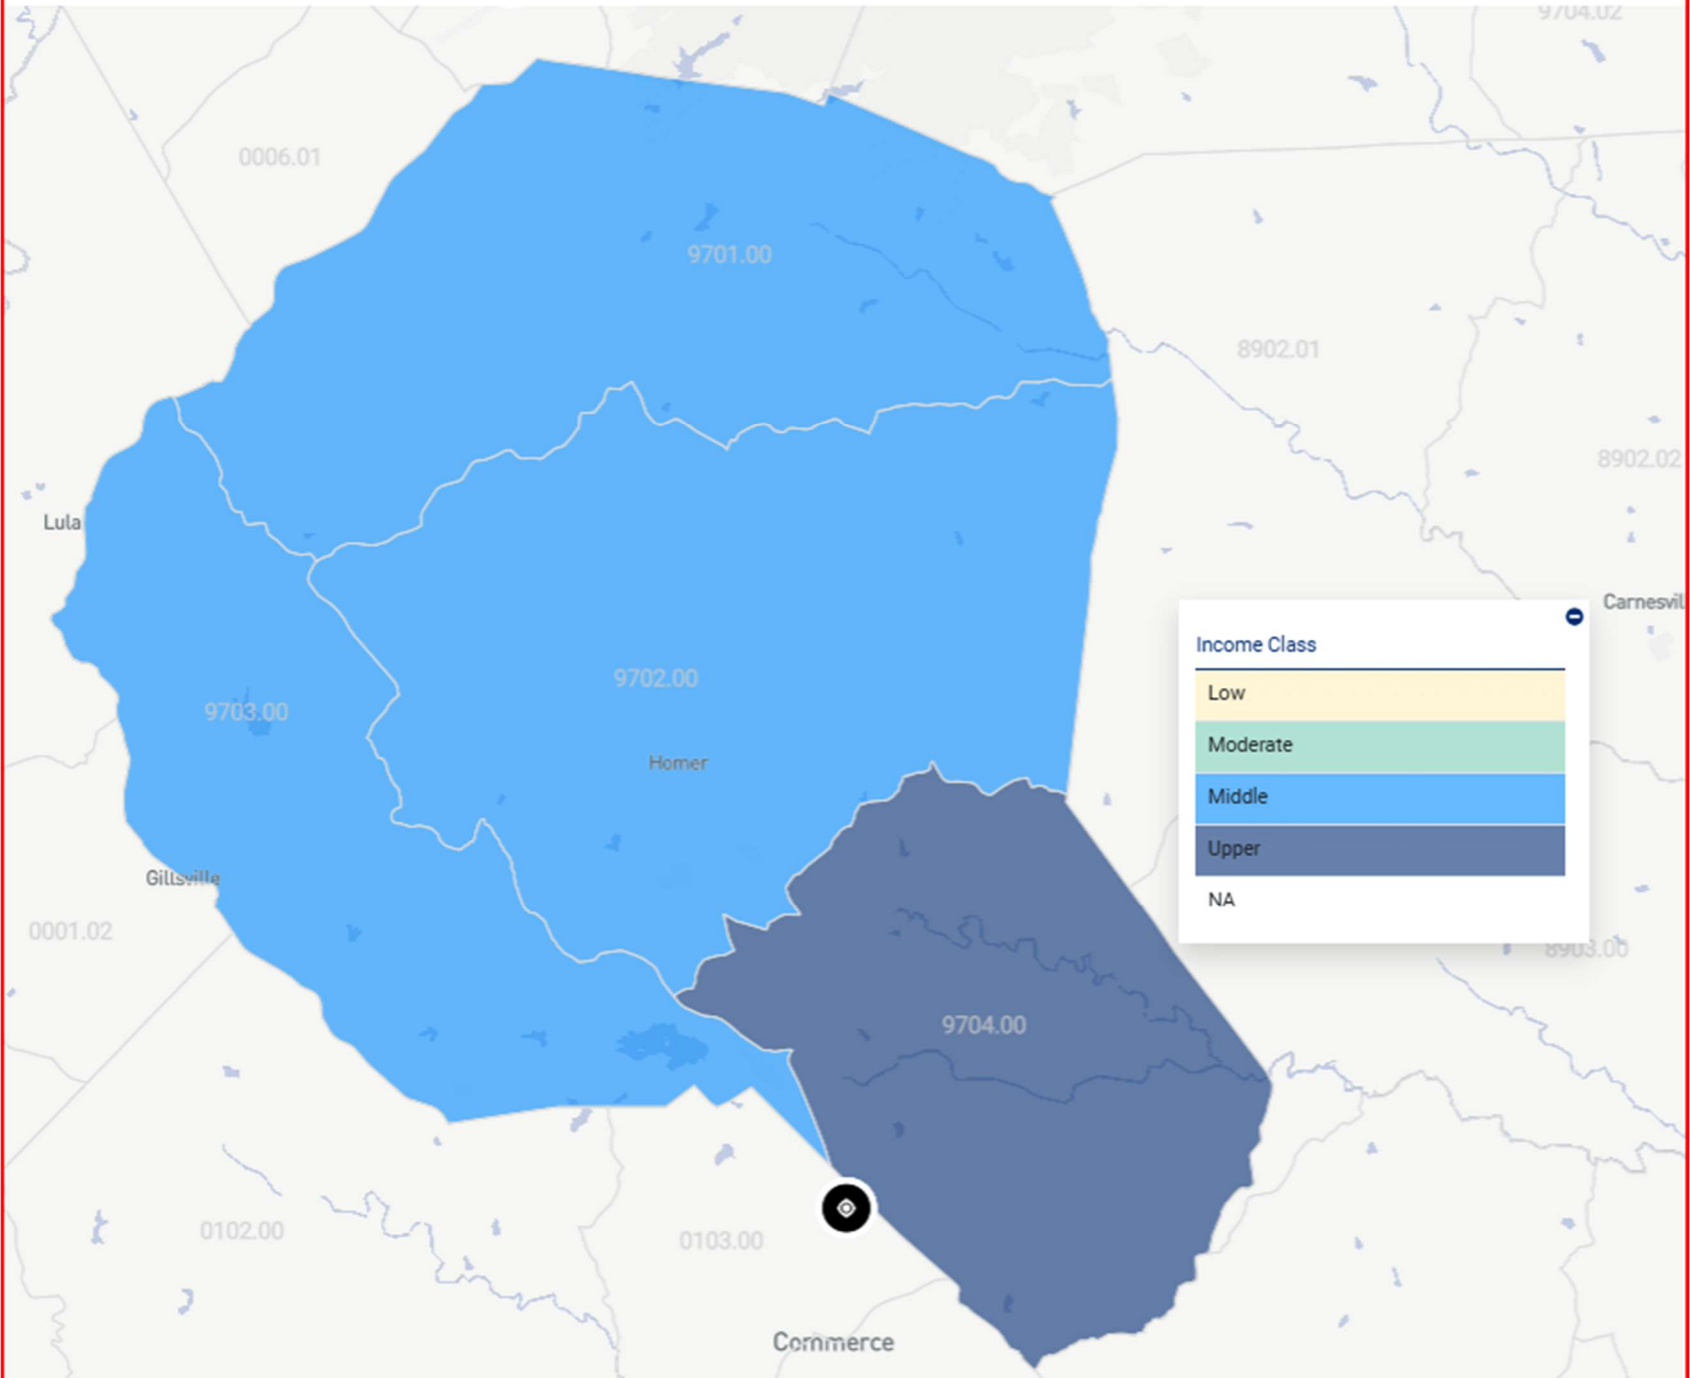 9704.02
0006.01
9701.00
8902.01
8902.02
Lula
Carnesvil
Income Class
Low
Moderate
Middle
Upper
NA
9702.00
9703.00
Homer
Gillsville
0001.02
8903.00
9704.00
0102.00
0103.00
Commerce